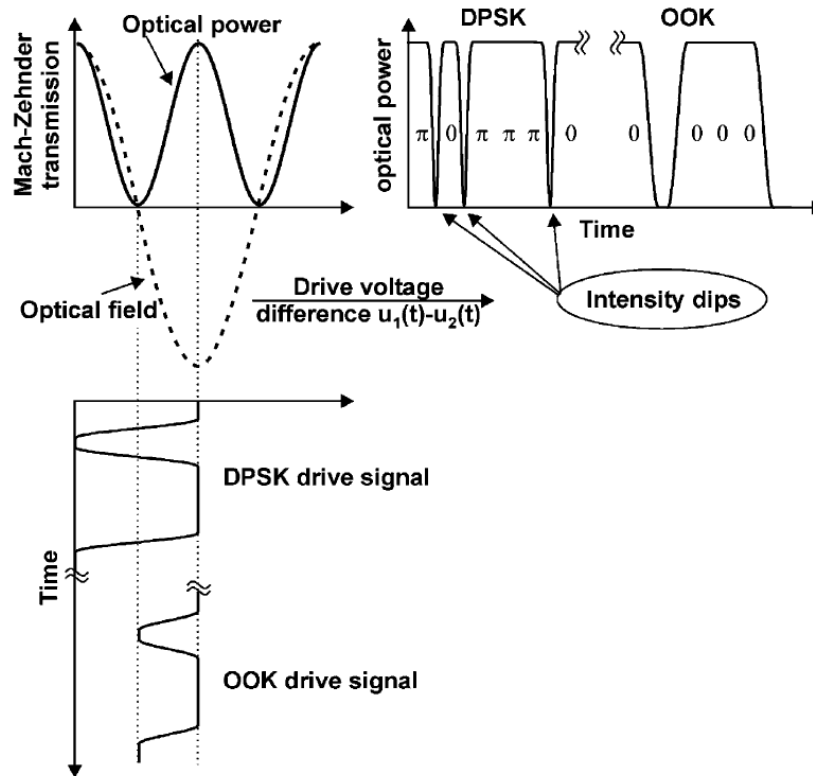 Mach-Zehnder
transmission
Optical power
Optical field
Drive voltage
difference u₁(t)-u₂(t)
DPSK OOK
optical power
π 0 π π π 0 0 0 0 0
Time
Intensity dips
DPSK drive signal
Time
OOK drive signal